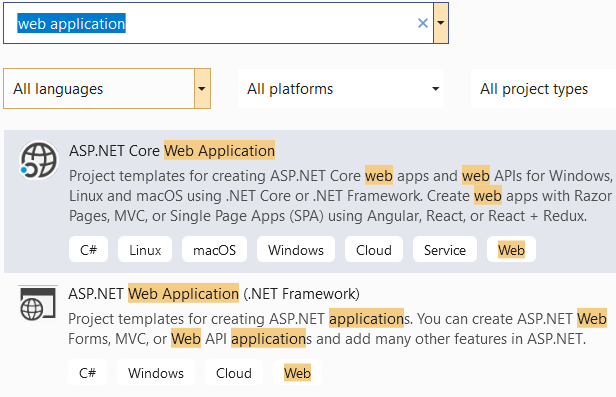 web application
All languages
All platforms
All project types
ASP.NET Core Web Application
Project templates for creating ASP.NET Core web apps and web APIs for Windows,
Linux and macOS using .NET Core or .NET Framework. Create web apps with Razor
Pages, MVC, or Single Page Apps (SPA) using Angular, React, or React + Redux.
C# Linux macOS Windows Cloud Service Web
ASP.NET Web Application (.NET Framework)
Project templates for creating ASP.NET applications. You can create ASP.NET Web
Forms, MVC, or Web API applications and add many other features in ASP.NET.
C# Windows Cloud Web